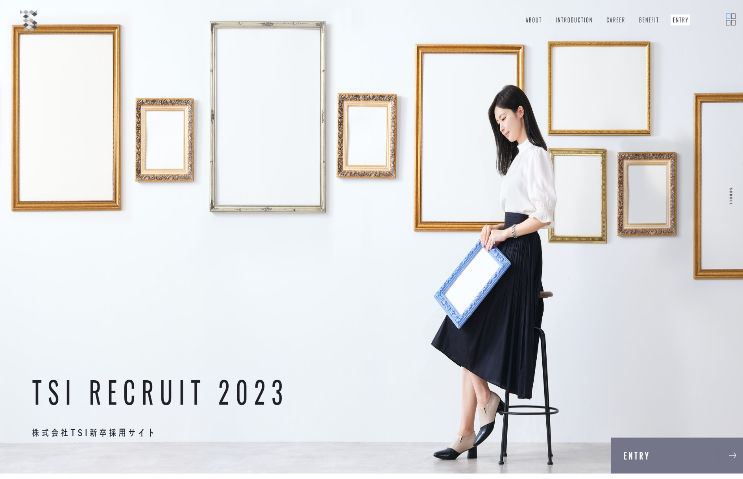 ABOUT INTRODUCTION CAREER BENEFIT ENTRY
TSI RECRUIT 2023
株式会社TSI新卒採用サイト
ENTRY